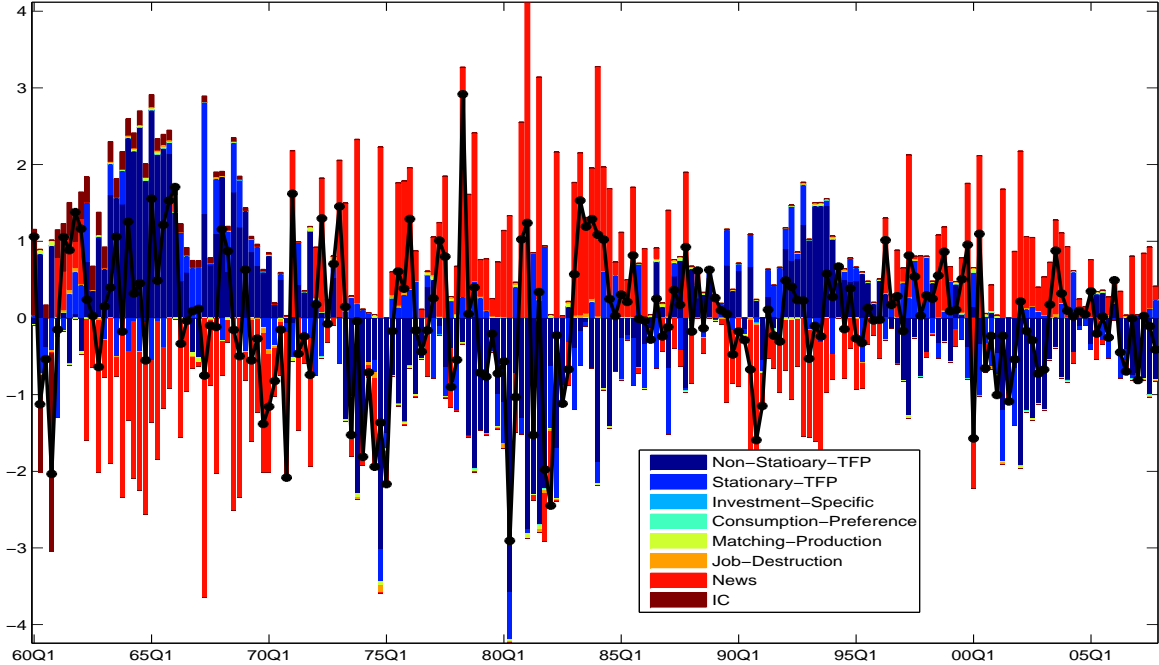 4
3
2
1
0
−1
−2
−3
−4
Non−Statioary−TFP
Stationary−TFP
Investment−Specific
Consumption−Preference
Matching−Production
Job−Destruction
News
IC
60Q1 65Q1 70Q1 75Q1 80Q1 85Q1 90Q1 95Q1 00Q1 05Q1